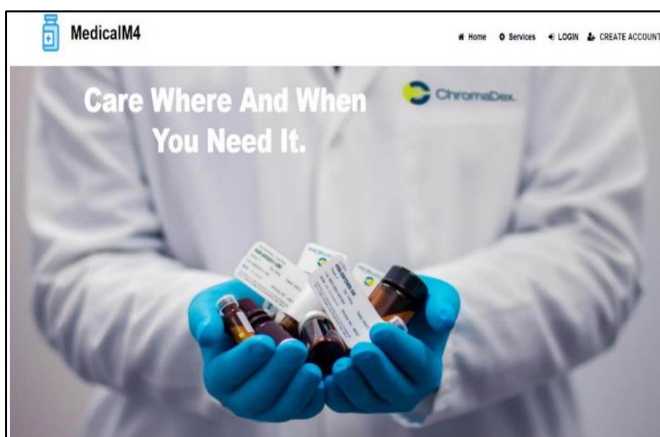 MedicalM4
Home Services LOGIN CREATE ACCOUNT
Care Where And When
You Need It.
ChromaDex